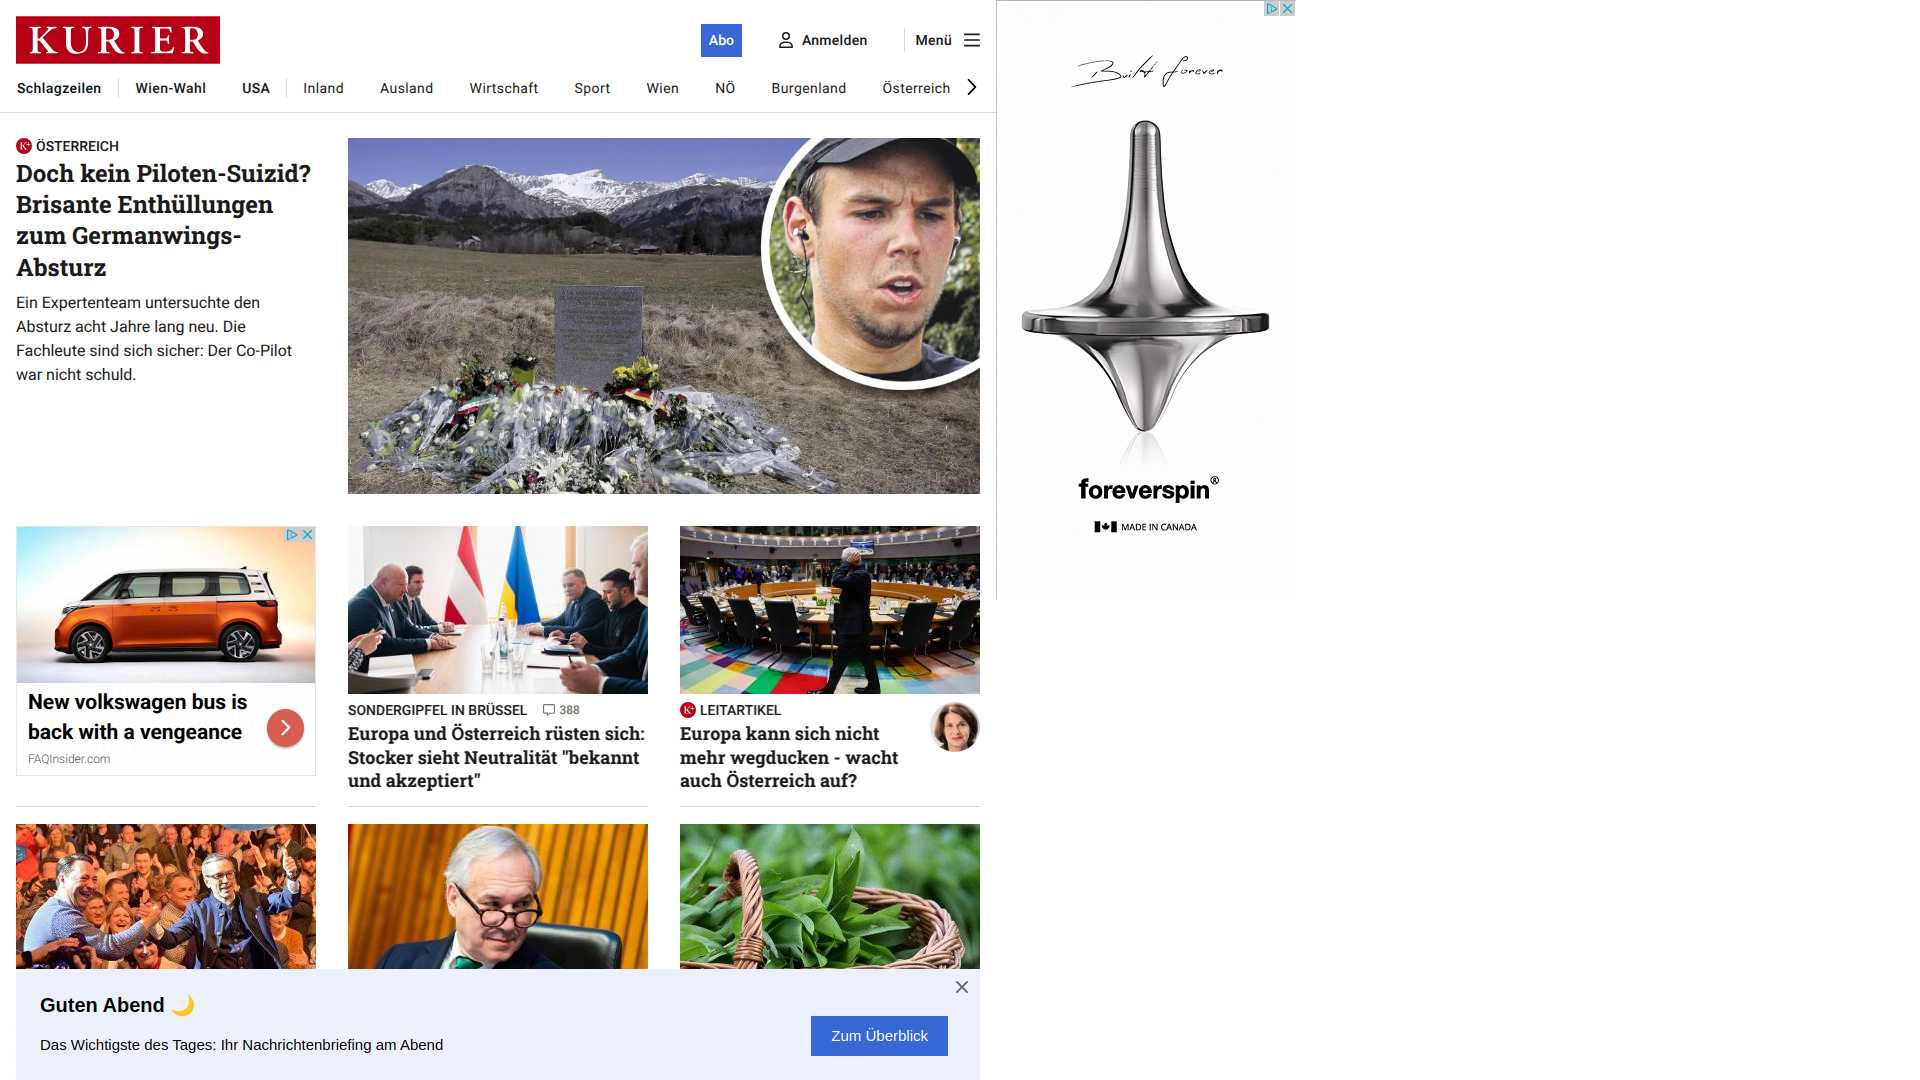 KURIER
Abo
Anmelden
Menü
Schlagzeilen
Wien-Wahl
USA
Inland
Ausland
Wirtschaft
Sport
Wien
NÖ
Burgenland
Österreich
K+ ÖSTERREICH
Doch kein Piloten-Suizid?
Brisante Enthüllungen
zum Germanwings-
Absturz
Ein Expertenteam untersuchte den
Absturz acht Jahre lang neu. Die
Fachleute sind sich sicher: Der Co-Pilot
war nicht schuld.
Built forever
foreverspin®
MADE IN CANADA
New volkswagen bus is
back with a vengeance
FAQInsider.com
SONDERGIPFEL IN BRÜSSEL 388
Europa und Österreich rüsten sich:
Stocker sieht Neutralität "bekannt
und akzeptiert"
K+ LEITARTIKEL
Europa kann sich nicht
mehr wegducken - wacht
auch Österreich auf?
Guten Abend 🌙
Das Wichtigste des Tages: Ihr Nachrichtenbriefing am Abend
Zum Überblick